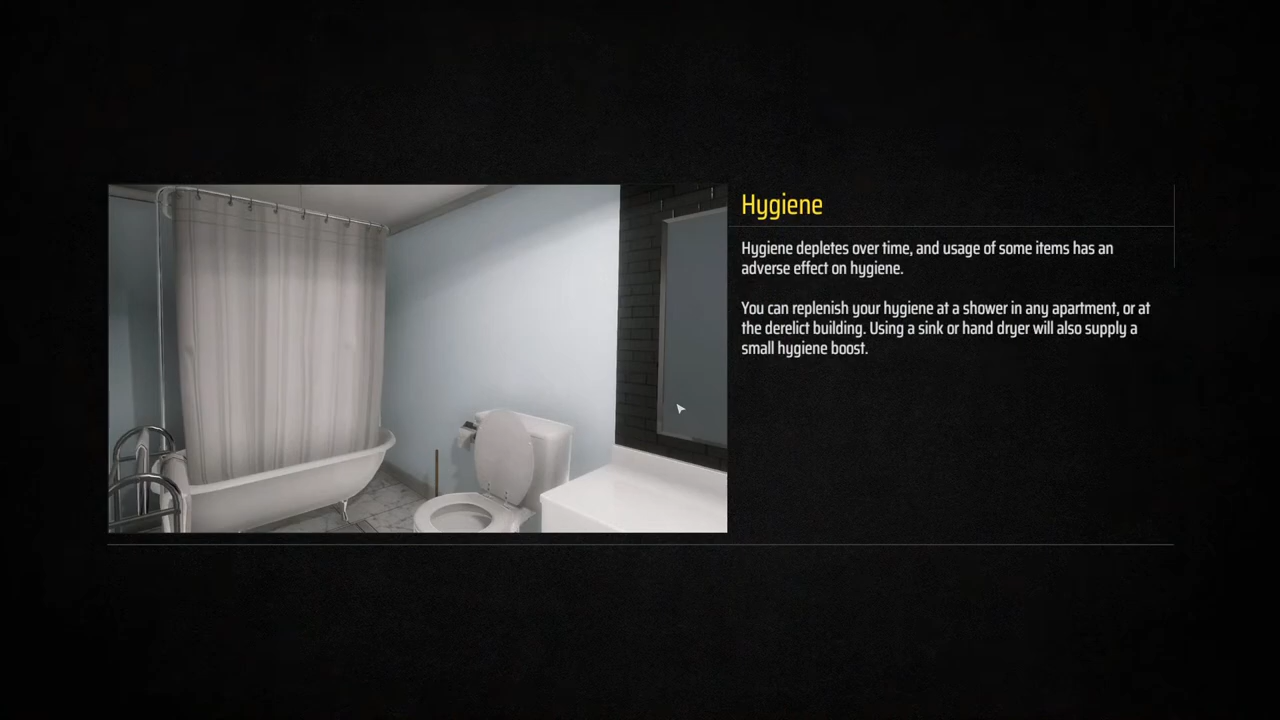 Hygiene
Hygiene depletes over time, and usage of some items has an
adverse effect on hygiene.
You can replenish your hygiene at a shower in any apartment, or at
the derelict building. Using a sink or hand dryer will also supply a
small hygiene boost.